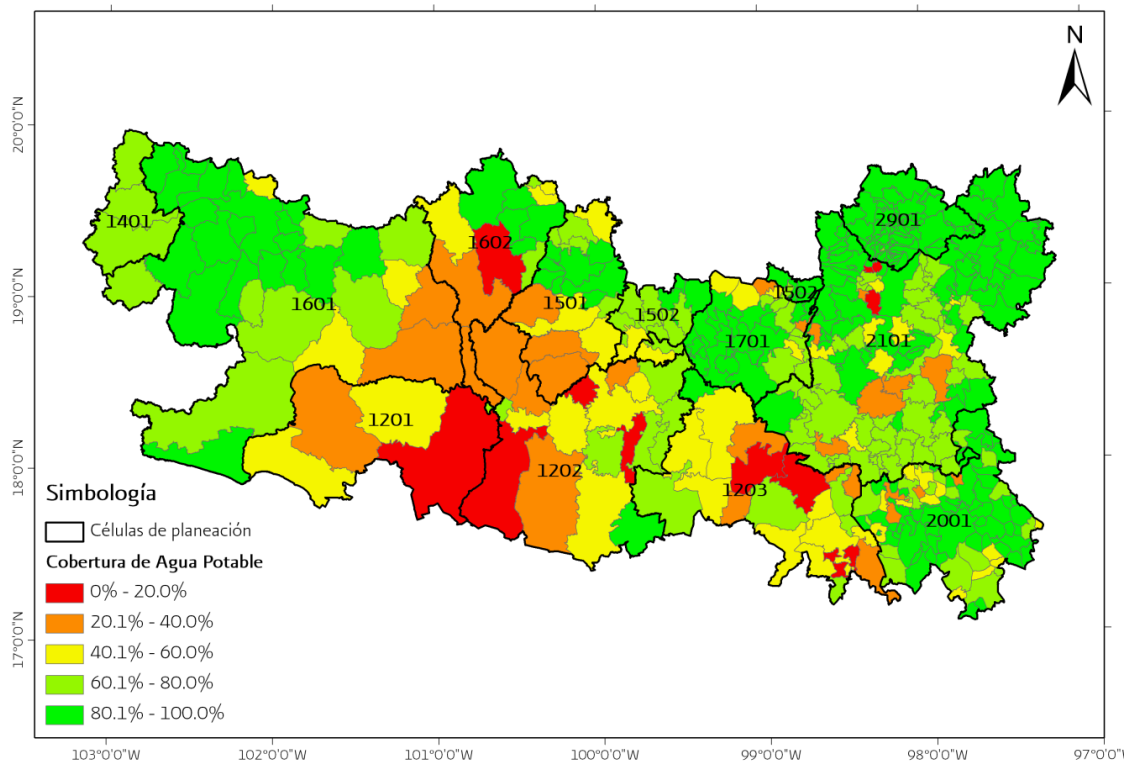 N
20°0'0"N
19°0'0"N
18°0'0"N
17°0'0"N
2901
1401
1602
1502
1601
1501
1502
1701
2101
1201
1202
1203
2001
Simbología
Células de planeación
Cobertura de Agua Potable
0% - 20.0%
20.1% - 40.0%
40.1% - 60.0%
60.1% - 80.0%
80.1% - 100.0%
103°0'0"W
102°0'0"W
101°0'0"W
100°0'0"W
99°0'0"W
98°0'0"W
97°0'0"W